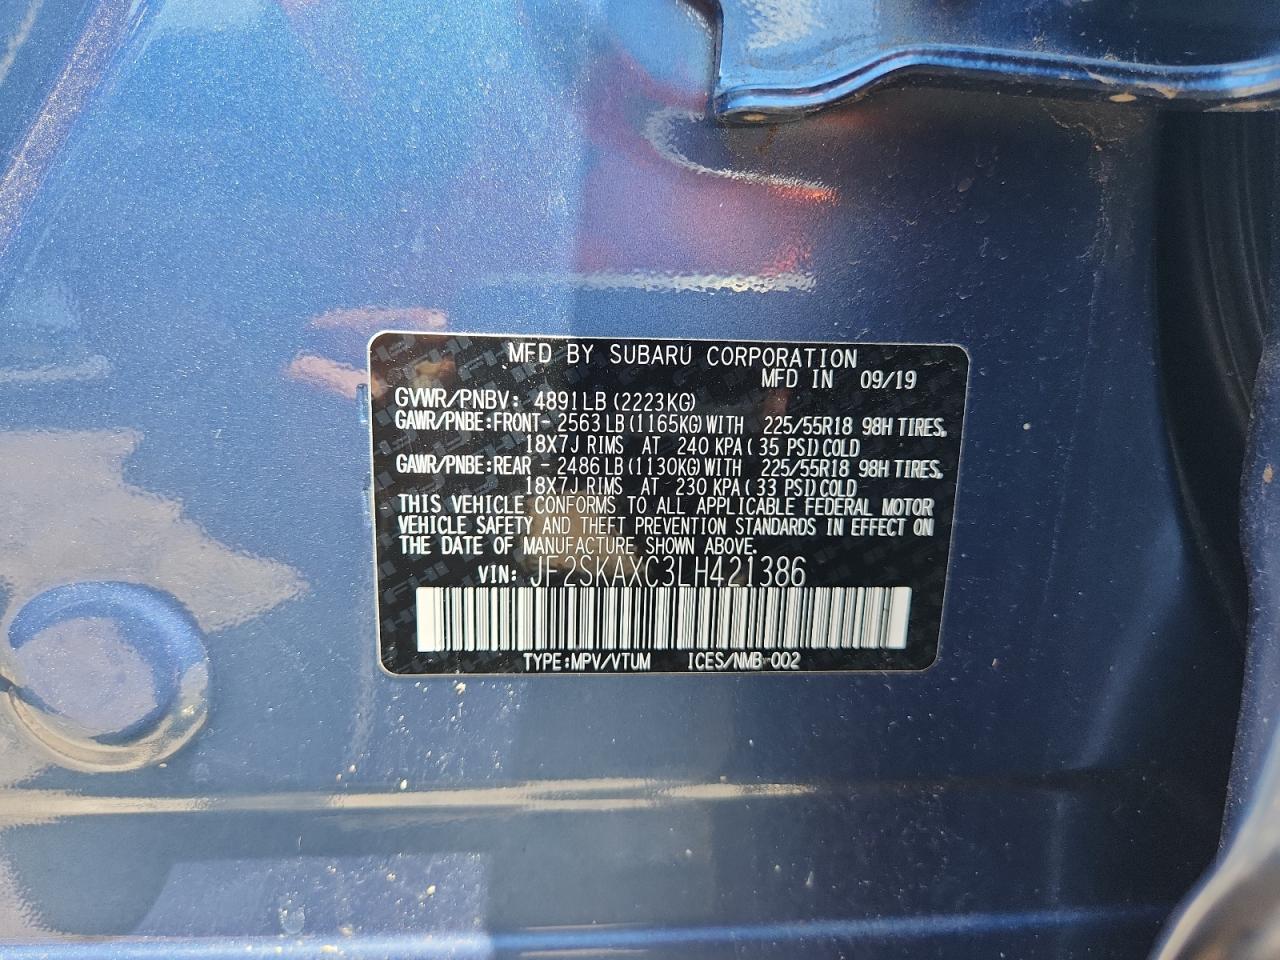 MFD BY SUBARU CORPORATION
MFD IN 09/19
GVWR/PNBV: 4891LB (2223KG)
GAWR/PNBE:FRONT- 2563 LB (1165KG) WITH 225/55R18 98H TIRES,
18X7J RIMS AT 240 KPA ( 35 PSI) COLD
GAWR/PNBE:REAR - 2486 LB (1130KG) WITH 225/55R18 98H TIRES,
18X7J RIMS AT 230 KPA ( 33 PSI) COLD
THIS VEHICLE CONFORMS TO ALL APPLICABLE FEDERAL MOTOR
VEHICLE SAFETY AND THEFT PREVENTION STANDARDS IN EFFECT ON
THE DATE OF MANUFACTURE SHOWN ABOVE.
VIN: JF2SKAXC3LH421386
TYPE:MPV/VTUM ICES/NMB-002